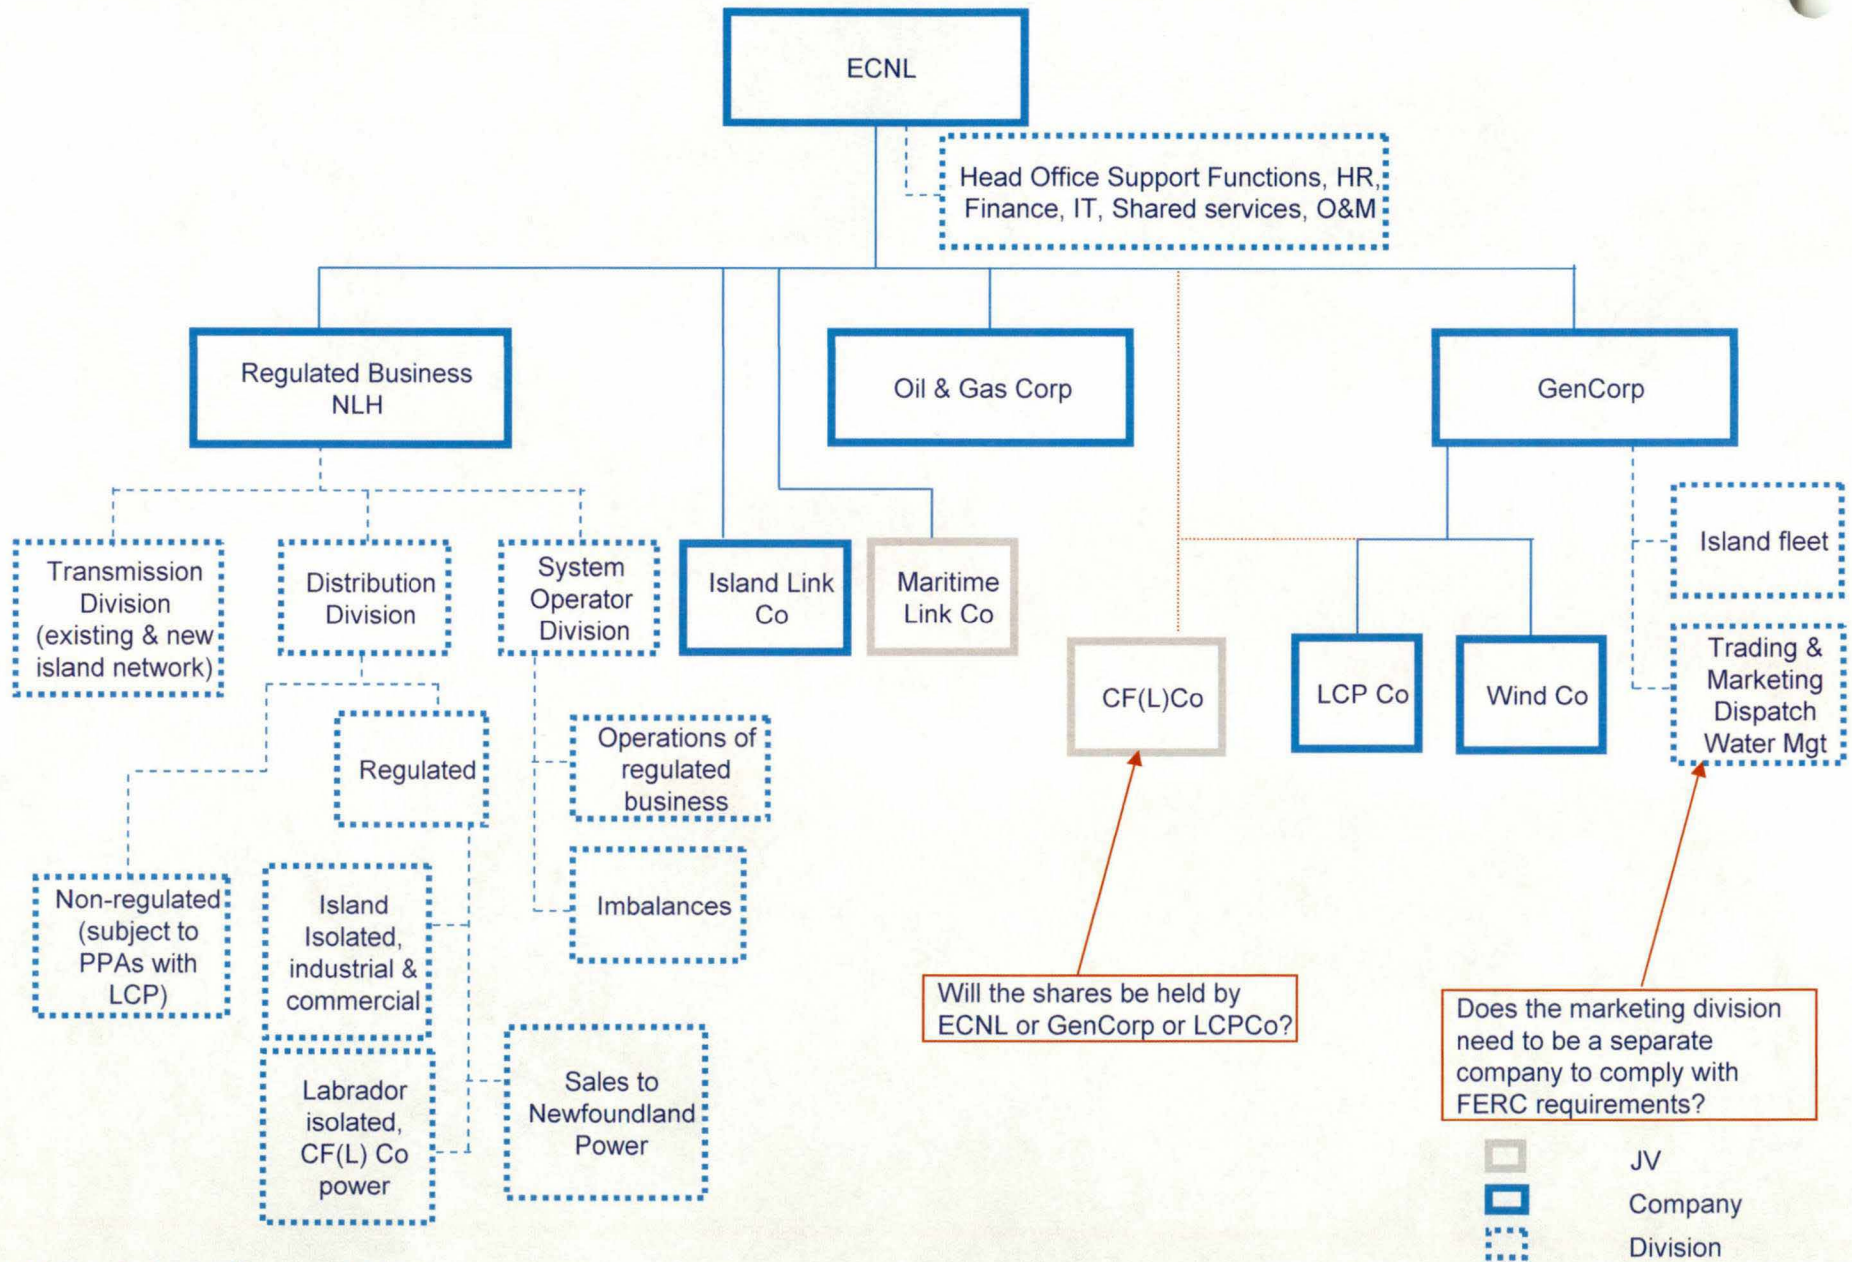 ECNL
Head Office Support Functions, HR,
Finance, IT, Shared services, O&M
Regulated Business
NLH
Oil & Gas Corp
GenCorp
Transmission
Division
(existing & new
island network)
Distribution
Division
System
Operator
Division
Island Link
Co
Maritime
Link Co
Island fleet
CF(L)Co
LCP Co
Wind Co
Trading &
Marketing
Dispatch
Water Mgt
Regulated
Operations of
regulated
business
Non-regulated
(subject to
PPAs with
LCP)
Island
Isolated,
industrial &
commercial
Imbalances
Labrador
isolated,
CF(L) Co
power
Sales to
Newfoundland
Power
Will the shares be held by
ECNL or GenCorp or LCPCo?
Does the marketing division
need to be a separate
company to comply with
FERC requirements?
JV
Company
Division